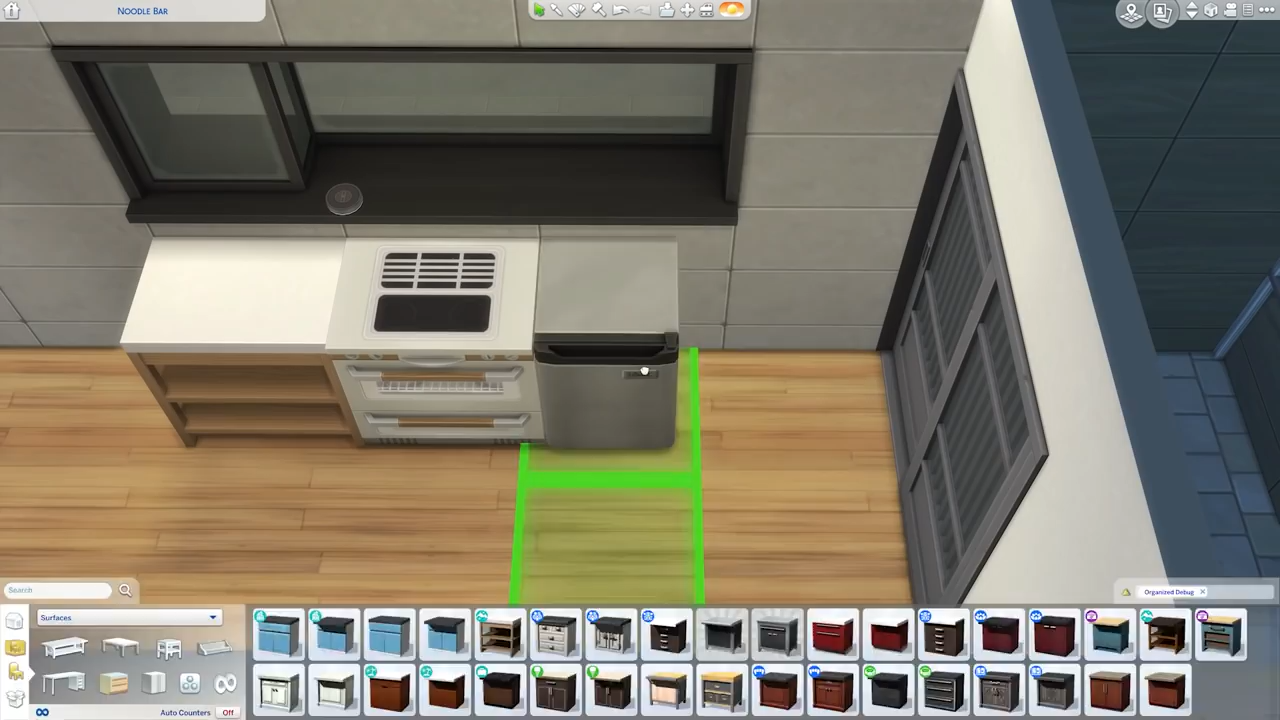 NOODLE BAR
Search
Organized Debug
Surfaces
Auto Counters Off